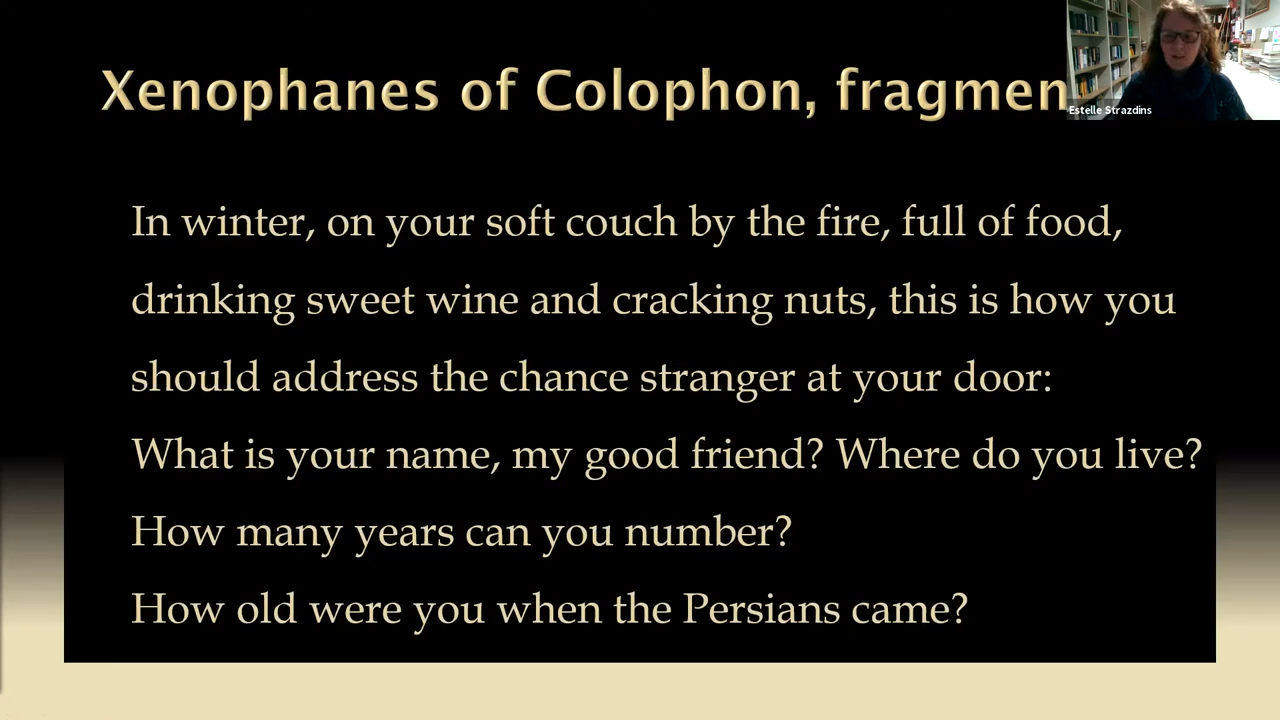 Xenophanes of Colophon, fragmen
Estelle Strazdins
In winter, on your soft couch by the fire, full of food,
drinking sweet wine and cracking nuts, this is how you
should address the chance stranger at your door:
What is your name, my good friend? Where do you live?
How many years can you number?
How old were you when the Persians came?